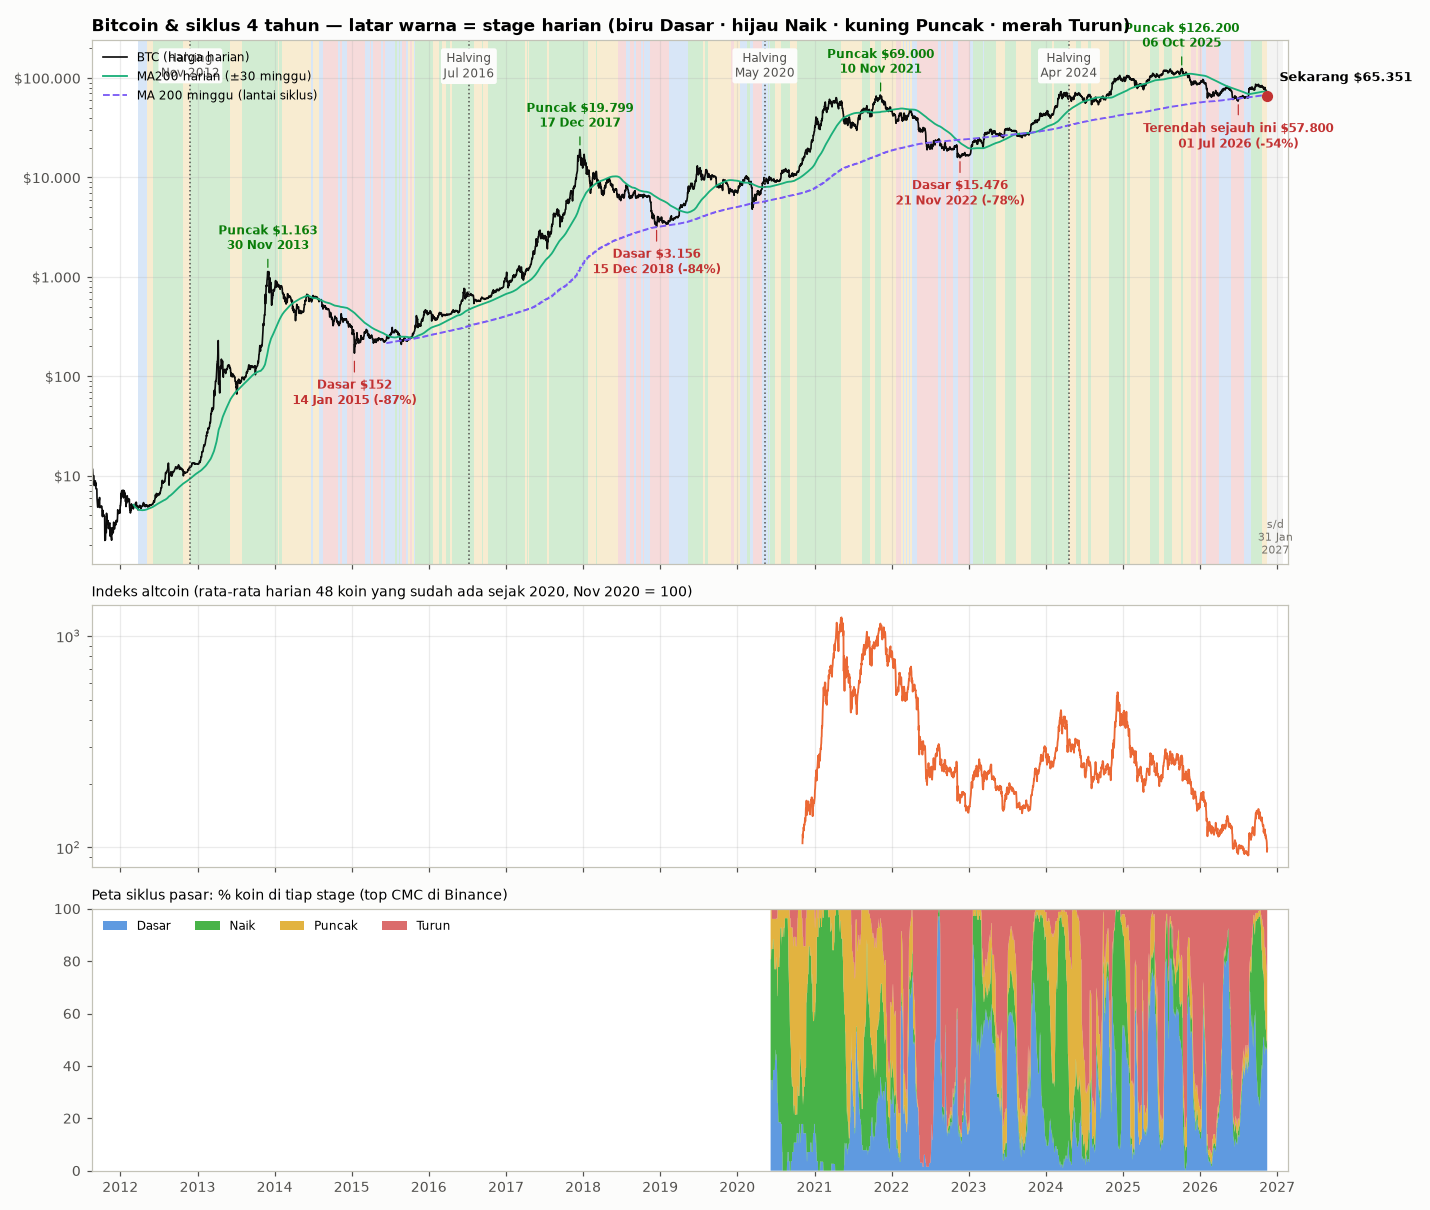 Bitcoin & siklus 4 tahun — latar warna = stage harian (biru Dasar · hijau Naik · kuning Puncak · merah Turun)
Puncak $126.200
06 Oct 2025
BTC (harga harian)
MA200 harian (±30 minggu)
MA 200 minggu (lantai siklus)
Halving
Nov 2012
Halving
Jul 2016
Halving
May 2020
Puncak $69.000
10 Nov 2021
Halving
Apr 2024
Sekarang $65.351
$100.000
$10.000
$1.000
$100
$10
Puncak $19.799
17 Dec 2017
Terendah sejauh ini $57.800
01 Jul 2026 (-54%)
Dasar $15.476
21 Nov 2022 (-78%)
Puncak $1.163
30 Nov 2013
Dasar $3.156
15 Dec 2018 (-84%)
Dasar $152
14 Jan 2015 (-87%)
s/d
31 Jan
2027
Indeks altcoin (rata-rata harian 48 koin yang sudah ada sejak 2020, Nov 2020 = 100)
10³
10²
Peta siklus pasar: % koin di tiap stage (top CMC di Binance)
Dasar Naik Puncak Turun
100
80
60
40
20
0
2012 2013 2014 2015 2016 2017 2018 2019 2020 2021 2022 2023 2024 2025 2026 2027